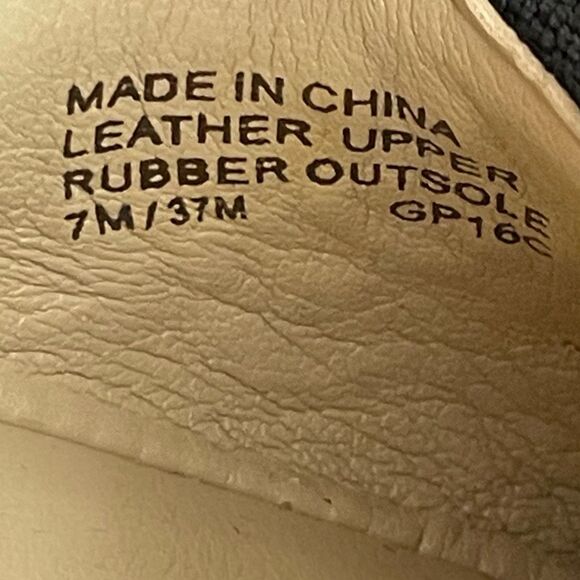 MADE IN CHINA
LEATHER UPPER
RUBBER OUTSOLE
7M/37M GP16C